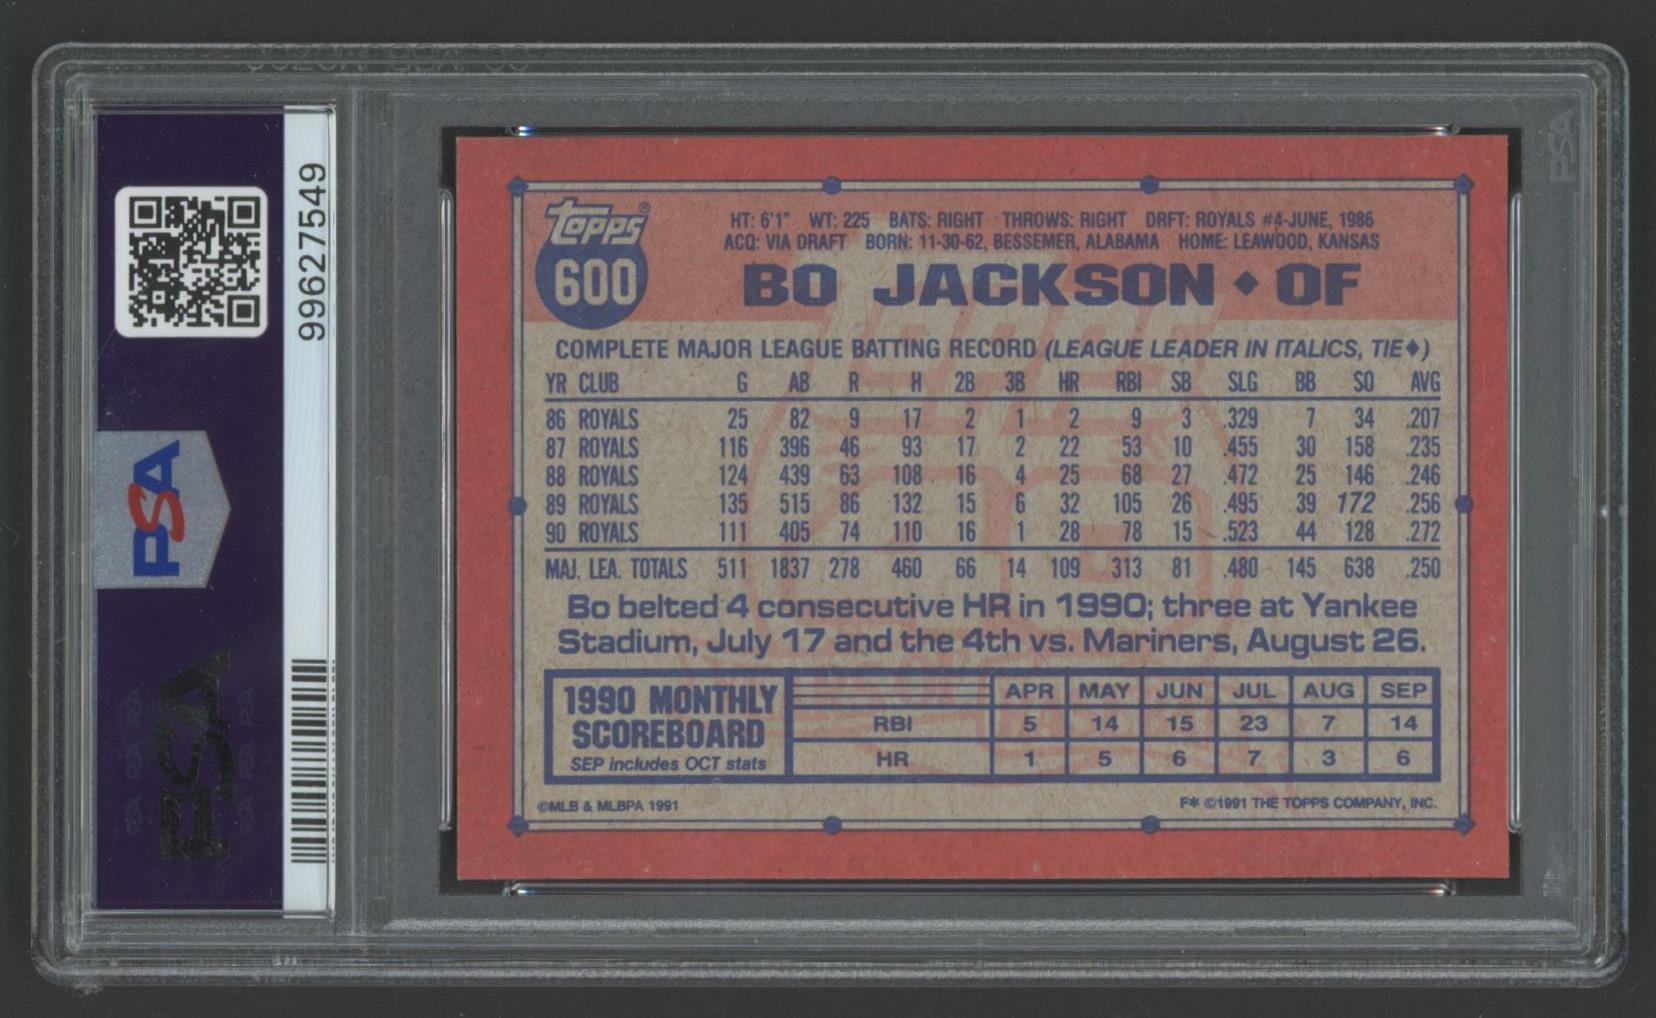 99627549
PSA
PSA
topps®
600
HT: 6'1" WT: 225 BATS: RIGHT THROWS: RIGHT DRFT: ROYALS #4-JUNE, 1986
ACQ: VIA DRAFT BORN: 11-30-62, BESSEMER, ALABAMA HOME: LEAWOOD, KANSAS
BO JACKSON ♦ OF
COMPLETE MAJOR LEAGUE BATTING RECORD (LEAGUE LEADER IN ITALICS, TIE♦)
YR CLUB G AB R H 2B 3B HR RBI SB SLG BB SO AVG
86 ROYALS 25 82 9 17 2 1 2 9 3 .329 7 34 .207
87 ROYALS 116 396 46 93 17 2 22 53 10 .455 30 158 .235
88 ROYALS 124 439 63 108 16 4 25 68 27 .472 25 146 .246
89 ROYALS 135 515 86 132 15 6 32 105 26 .495 39 172 .256
90 ROYALS 111 405 74 110 16 1 28 78 15 .523 44 128 .272
MAJ. LEA. TOTALS 511 1837 278 460 66 14 109 313 81 .480 145 638 .250
Bo belted 4 consecutive HR in 1990; three at Yankee
Stadium, July 17 and the 4th vs. Mariners, August 26.
1990 MONTHLY
SCOREBOARD
SEP includes OCT stats
APR MAY JUN JUL AUG SEP
RBI 5 14 15 23 7 14
HR 1 5 6 7 3 6
©MLB & MLBPA 1991
F* ©1991 THE TOPPS COMPANY, INC.
PSA